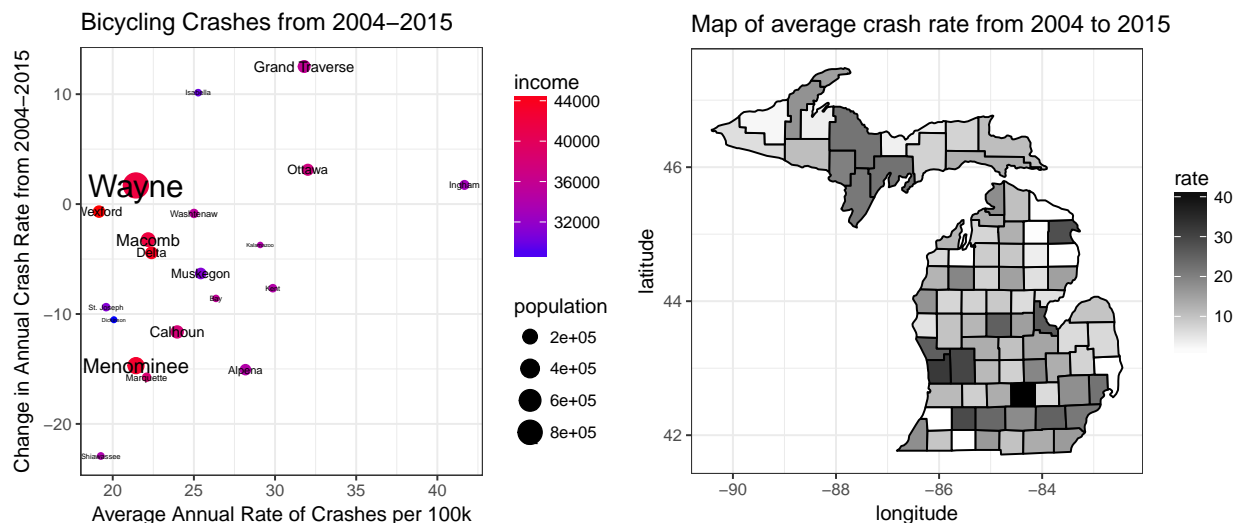 Bicycling Crashes from 2004−2015
Change in Annual Crash Rate from 2004−2015
10
0
−10
−20
20
25
30
35
40
Average Annual Rate of Crashes per 100k
Grand Traverse
Isabella
Ottawa
Ingham
Wayne
Wexford
Washtenaw
Macomb
Kalamazoo
Delta
Muskegon
Kent
Bay
St. Joseph
Dickinson
Calhoun
Menominee
Alpena
Marquette
Shiawassee
income
44000
40000
36000
32000
population
2e+05
4e+05
6e+05
8e+05
Map of average crash rate from 2004 to 2015
latitude
46
44
42
−90
−88
−86
−84
longitude
rate
40
30
20
10